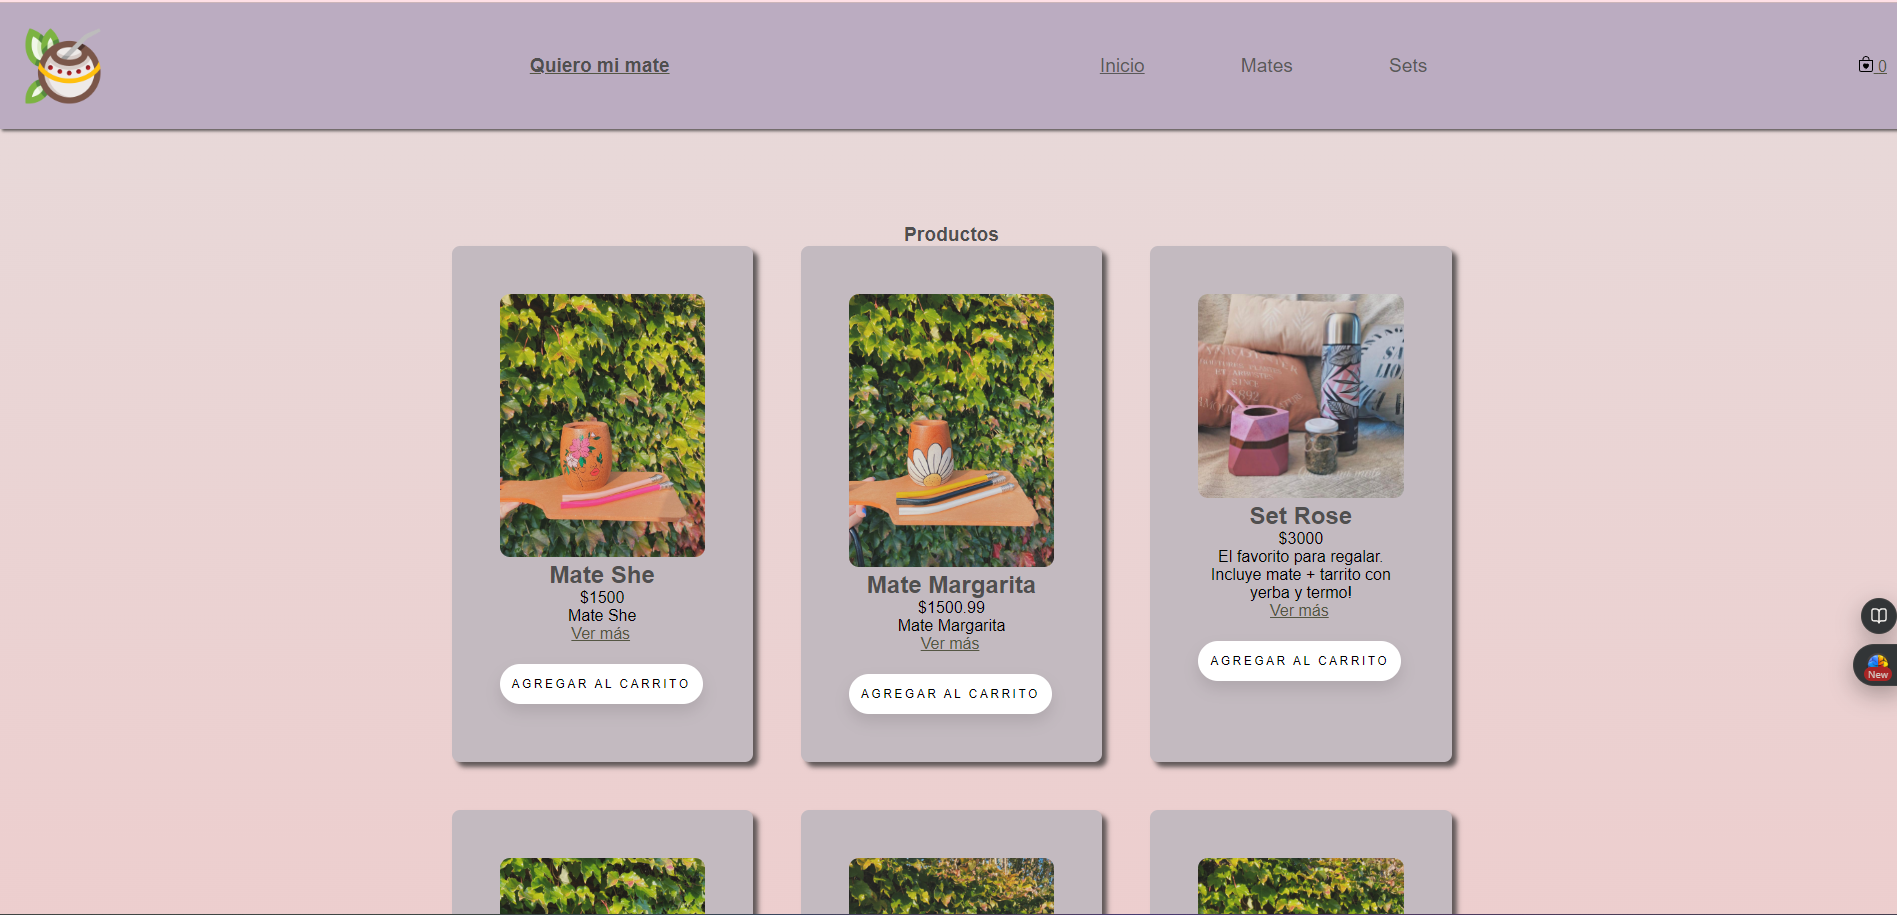 Quiero mi mate
Inicio
Mates
Sets
0
Productos
Mate She
$1500
Mate She
Ver más
AGREGAR AL CARRITO
Mate Margarita
$1500.99
Mate Margarita
Ver más
AGREGAR AL CARRITO
Set Rose
$3000
El favorito para regalar.
Incluye mate + tarrito con
yerba y termo!
Ver más
AGREGAR AL CARRITO
New